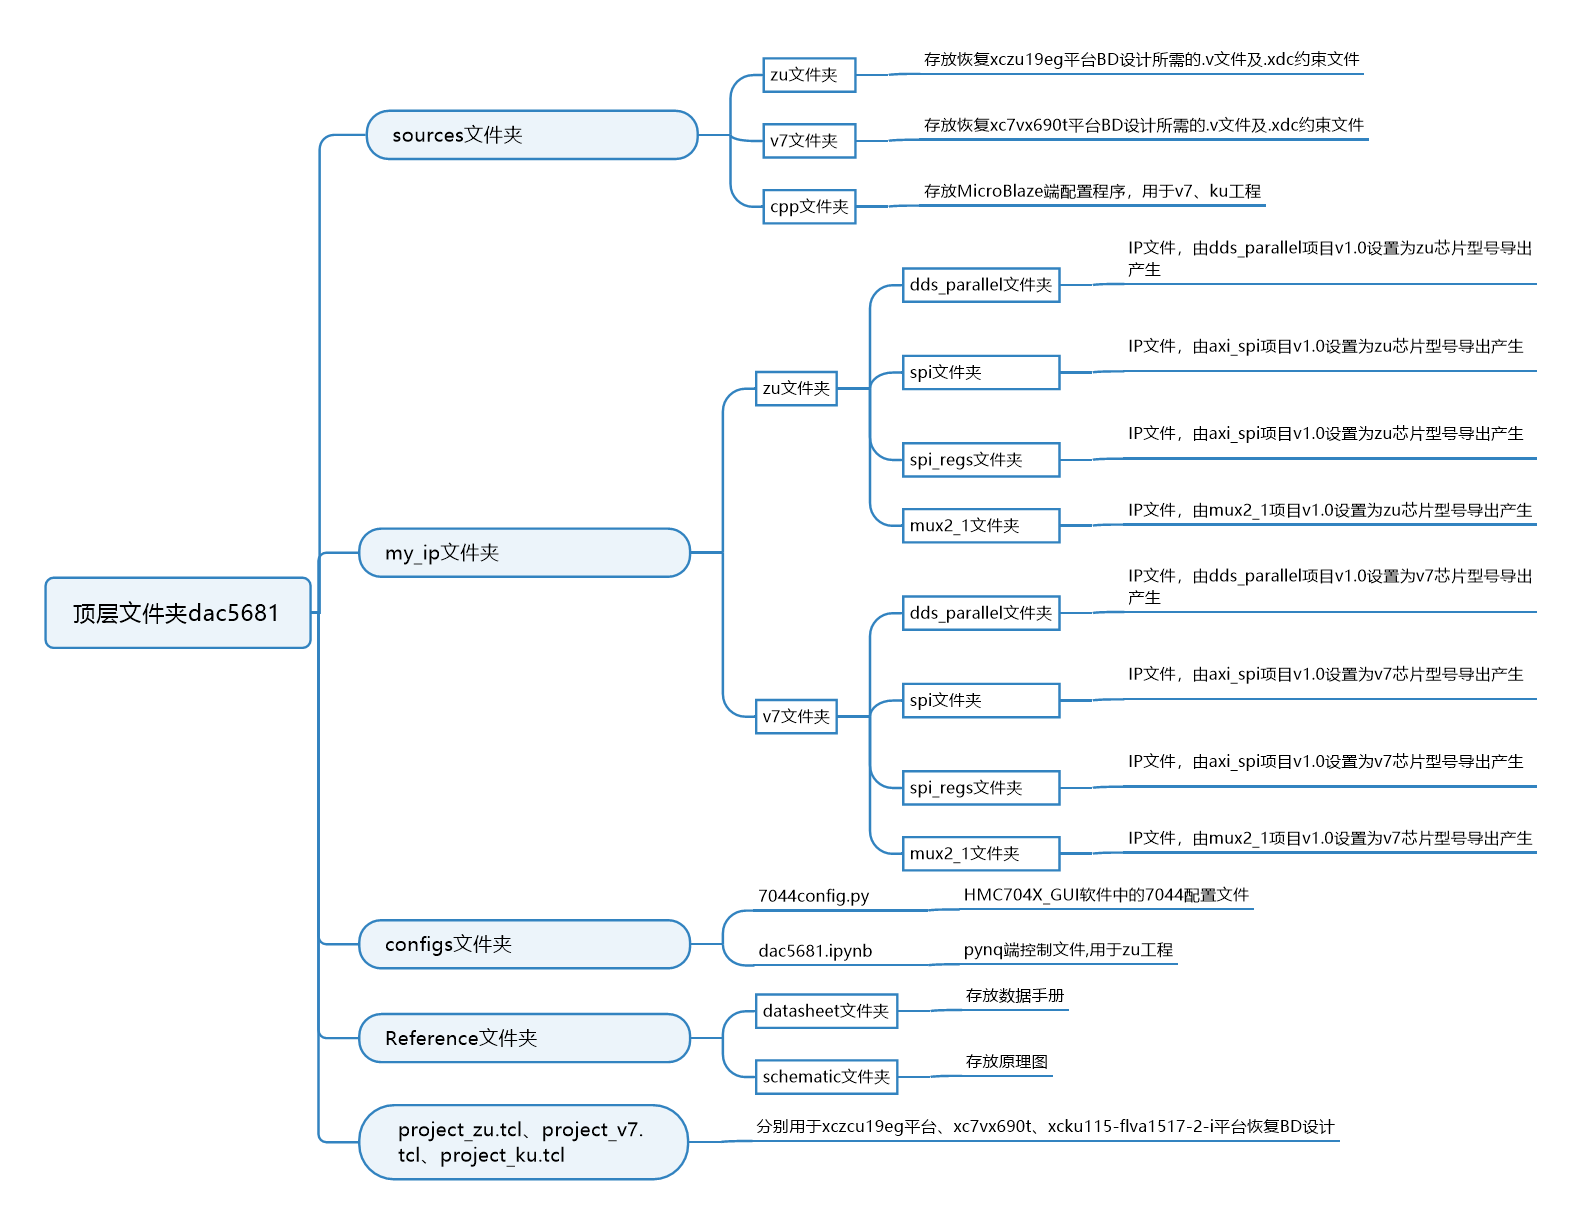 顶层文件夹dac5681
sources文件夹
zu文件夹
存放恢复xczu19eg平台BD设计所需的.v文件及.xdc约束文件
v7文件夹
存放恢复xc7vx690t平台BD设计所需的.v文件及.xdc约束文件
cpp文件夹
存放MicroBlaze端配置程序，用于v7、ku工程
my_ip文件夹
zu文件夹
dds_parallel文件夹
IP文件，由dds_parallel项目v1.0设置为zu芯片型号导出
产生
spi文件夹
IP文件，由axi_spi项目v1.0设置为zu芯片型号导出产生
spi_regs文件夹
IP文件，由axi_spi项目v1.0设置为zu芯片型号导出产生
mux2_1文件夹
IP文件，由mux2_1项目v1.0设置为zu芯片型号导出产生
v7文件夹
dds_parallel文件夹
IP文件，由dds_parallel项目v1.0设置为v7芯片型号导出
产生
spi文件夹
IP文件，由axi_spi项目v1.0设置为v7芯片型号导出产生
spi_regs文件夹
IP文件，由axi_spi项目v1.0设置为v7芯片型号导出产生
mux2_1文件夹
IP文件，由mux2_1项目v1.0设置为v7芯片型号导出产生
configs文件夹
7044config.py
HMC704X_GUI软件中的7044配置文件
dac5681.ipynb
pynq端控制文件,用于zu工程
Reference文件夹
datasheet文件夹
存放数据手册
schematic文件夹
存放原理图
project_zu.tcl、project_v7.
tcl、project_ku.tcl
分别用于xczcu19eg平台、xc7vx690t、xcku115-flva1517-2-i平台恢复BD设计